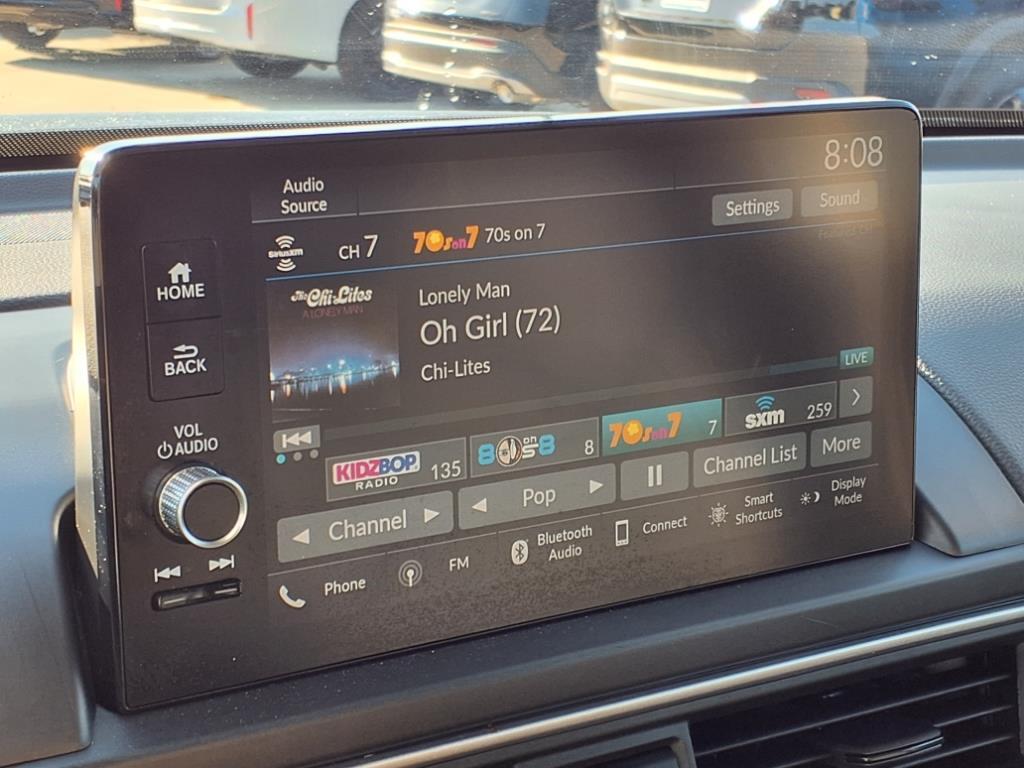 8:08
Audio
Source
Settings
Sound
SiriusXM
CH 7
70s on 7
70s on 7
HOME
BACK
The Chi-Lites
A LONELY MAN
Lonely Man
Oh Girl (72)
Chi-Lites
LIVE
VOL
AUDIO
KIDZ BOP
RADIO
135
80s on 8
8
70s on 7
7
sxm
259
Channel
Pop
Channel List
More
Phone
FM
Bluetooth
Audio
Connect
Smart
Shortcuts
Display
Mode